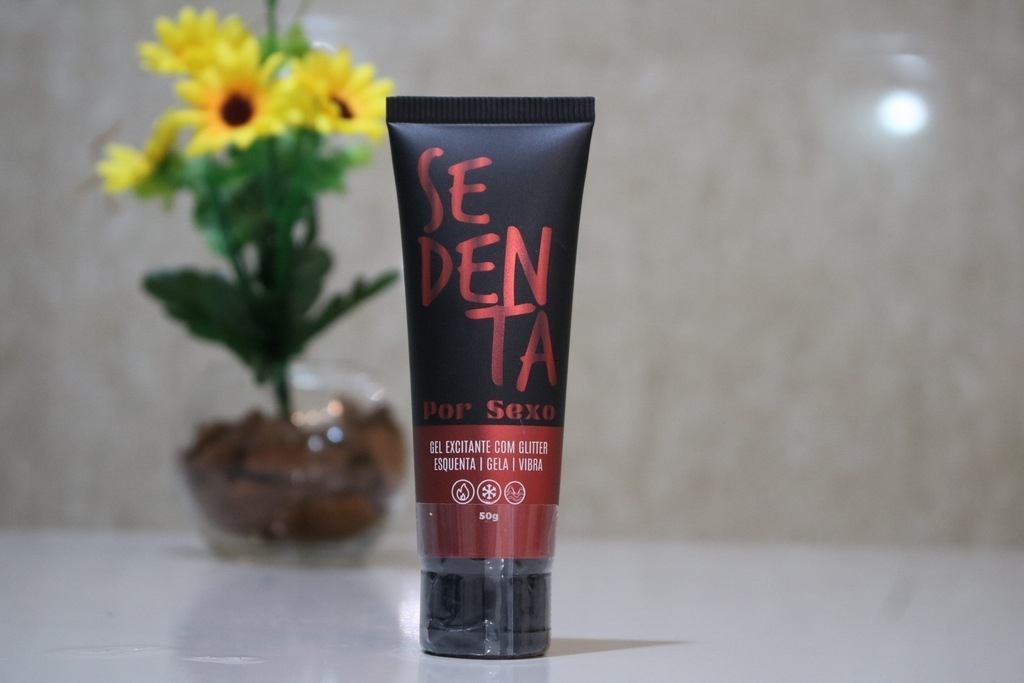 SE
DEN
TA
por Sexo
GEL EXCITANTE COM GLITTER
ESQUENTA | GELA | VIBRA
50g